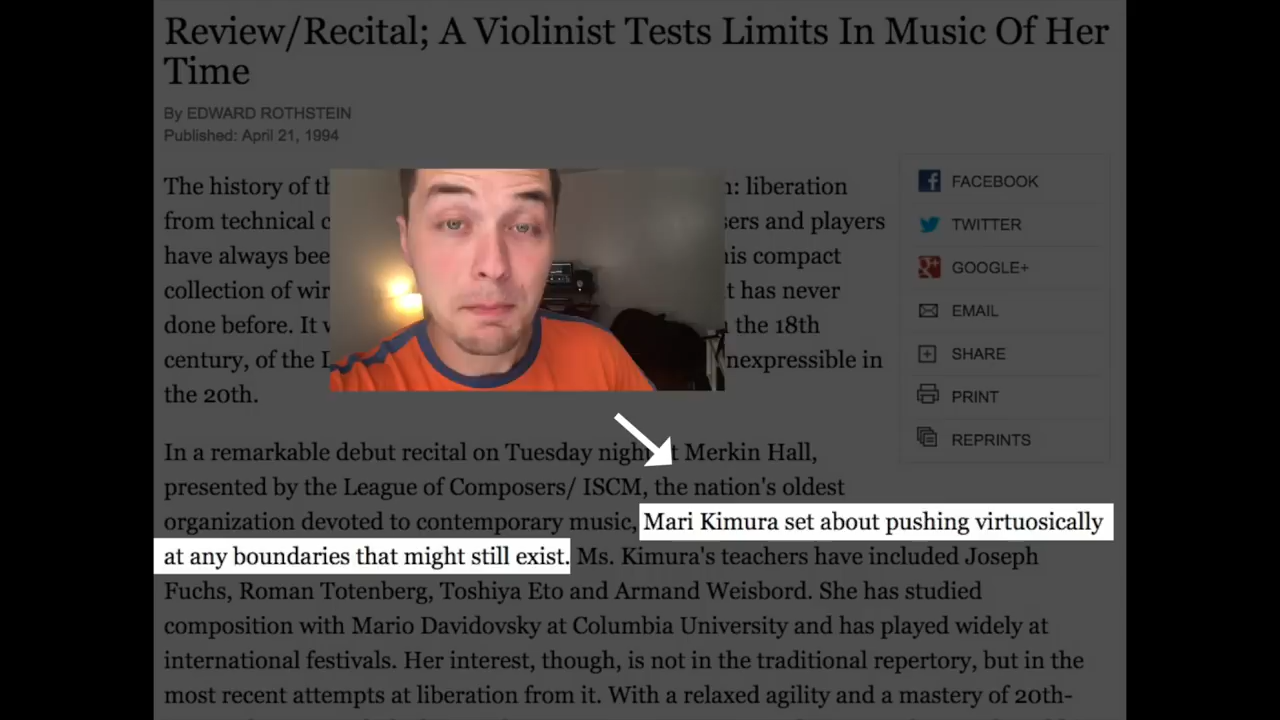 Review/Recital; A Violinist Tests Limits In Music Of Her
Time
By EDWARD ROTHSTEIN
Published: April 21, 1994
The history of
: liberation
from technical
and players
have always
compact
collection of
has never
done before. It
the 18th
century, of the
inexpressible in
the 20th.
FACEBOOK
TWITTER
GOOGLE+
EMAIL
SHARE
PRINT
REPRINTS
In a remarkable debut recital on Tuesday night Merkin Hall,
presented by the League of Composers/ ISCM, the nation's oldest
organization devoted to contemporary music, Mari Kimura set about pushing virtuosically
at any boundaries that might still exist. Ms. Kimura's teachers have included Joseph
Fuchs, Roman Totenberg, Toshiya Eto and Armand Weisbord. She has studied
composition with Mario Davidovsky at Columbia University and has played widely at
international festivals. Her interest, though, is not in the traditional repertory, but in the
most recent attempts at liberation from it. With a relaxed agility and a mastery of 20th-